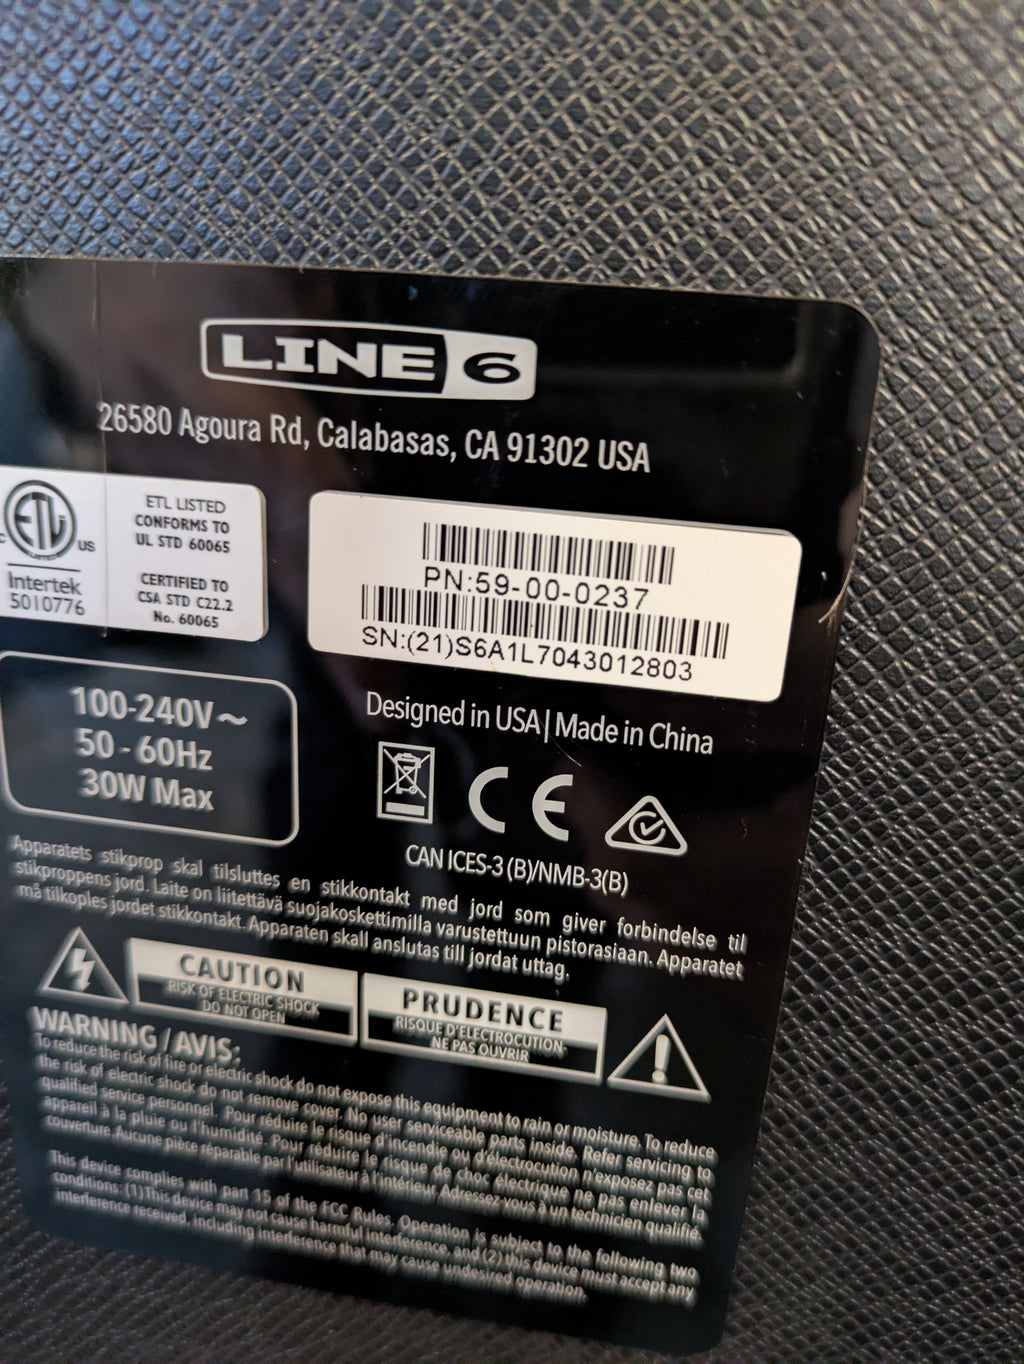 LINE 6
26580 Agoura Rd, Calabasas, CA 91302 USA
ETL LISTED
CONFORMS TO
UL STD 60065
CERTIFIED TO
CSA STD C22.2
No. 60065
C ETL US
LISTED
Intertek
5010776
PN:59-00-0237
SN:(21)S6A1L7043012803
100-240V~
50 - 60Hz
30W Max
Designed in USA | Made in China
CE
CAN ICES-3 (B)/NMB-3(B)
Apparatets stikprop skal tilsluttes en stikkontakt med jord som giver forbindelse til
stikproppens jord. Laite on liitettävä suojakoskettimilla varustettuun pistorasiaan. Apparatet
må tilkoples jordet stikkontakt. Apparaten skall anslutas till jordat uttag.
CAUTION
RISK OF ELECTRIC SHOCK
DO NOT OPEN
PRUDENCE
RISQUE D'ELECTROCUTION
NE PAS OUVRIR
WARNING / AVIS:
To reduce the risk of fire or electric shock do not expose this equipment to rain or moisture. To reduce
the risk of electric shock do not remove cover. No user serviceable parts inside. Refer servicing to
qualified service personnel. Pour réduire le risque d'incendie ou d'électrocution n'exposez pas cet
appareil à la pluie ou l'humidité. Pour réduire le risque de choc électrique ne pas enlever la
couverture. Aucune pièce réparable par l'utilisateur à l'intérieur. Adressez vous à un technicien qualifié.
This device complies with part 15 of the FCC Rules. Operation is subject to the following two
conditions: (1) This device may not cause harmful interference, and (2) this device must accept any
interference received, including interference that may cause undesired operation.